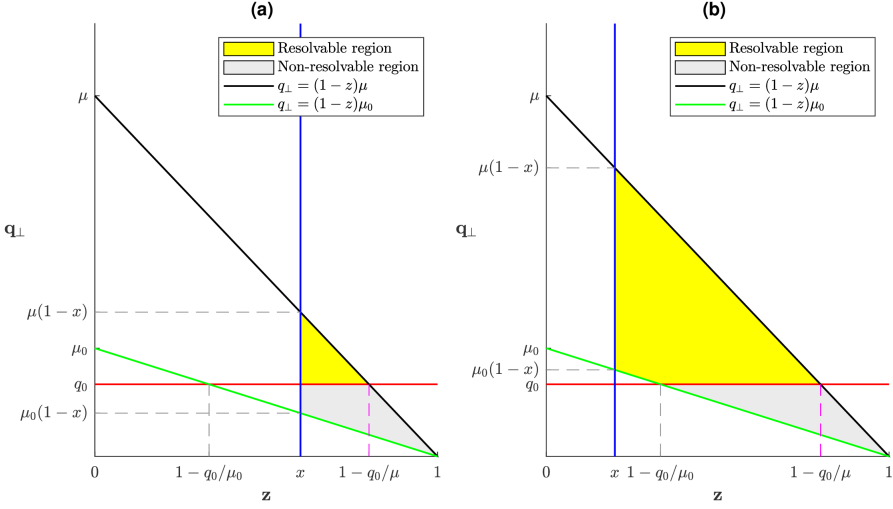 (a)
Resolvable region
Non-resolvable region
q⊥ = (1−z)μ
q⊥ = (1−z)μ₀
μ
q⊥
μ(1−x)
μ₀
q₀
μ₀(1−x)
0
1−q₀/μ₀
x
1−q₀/μ
1
z
(b)
Resolvable region
Non-resolvable region
q⊥ = (1−z)μ
q⊥ = (1−z)μ₀
μ
μ(1−x)
q⊥
μ₀
μ₀(1−x)
q₀
0
x
1−q₀/μ₀
1−q₀/μ
1
z